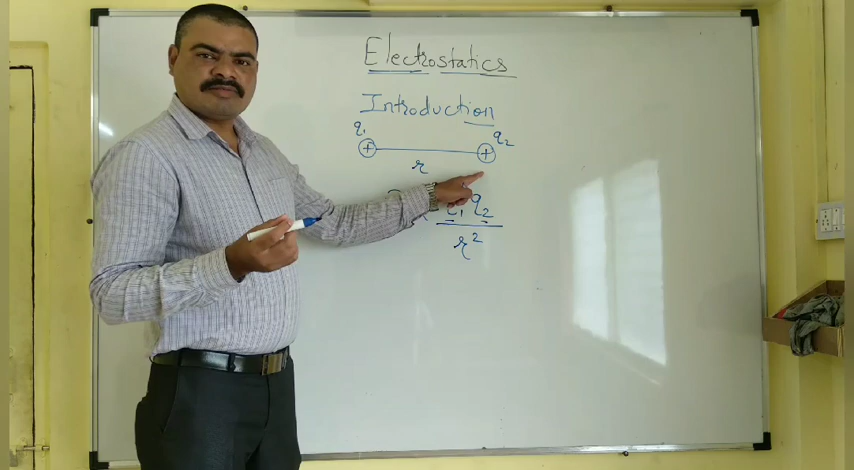 Electrostatics
Introduction
q₁ q₂
+ +
r
q₁ q₂
r²